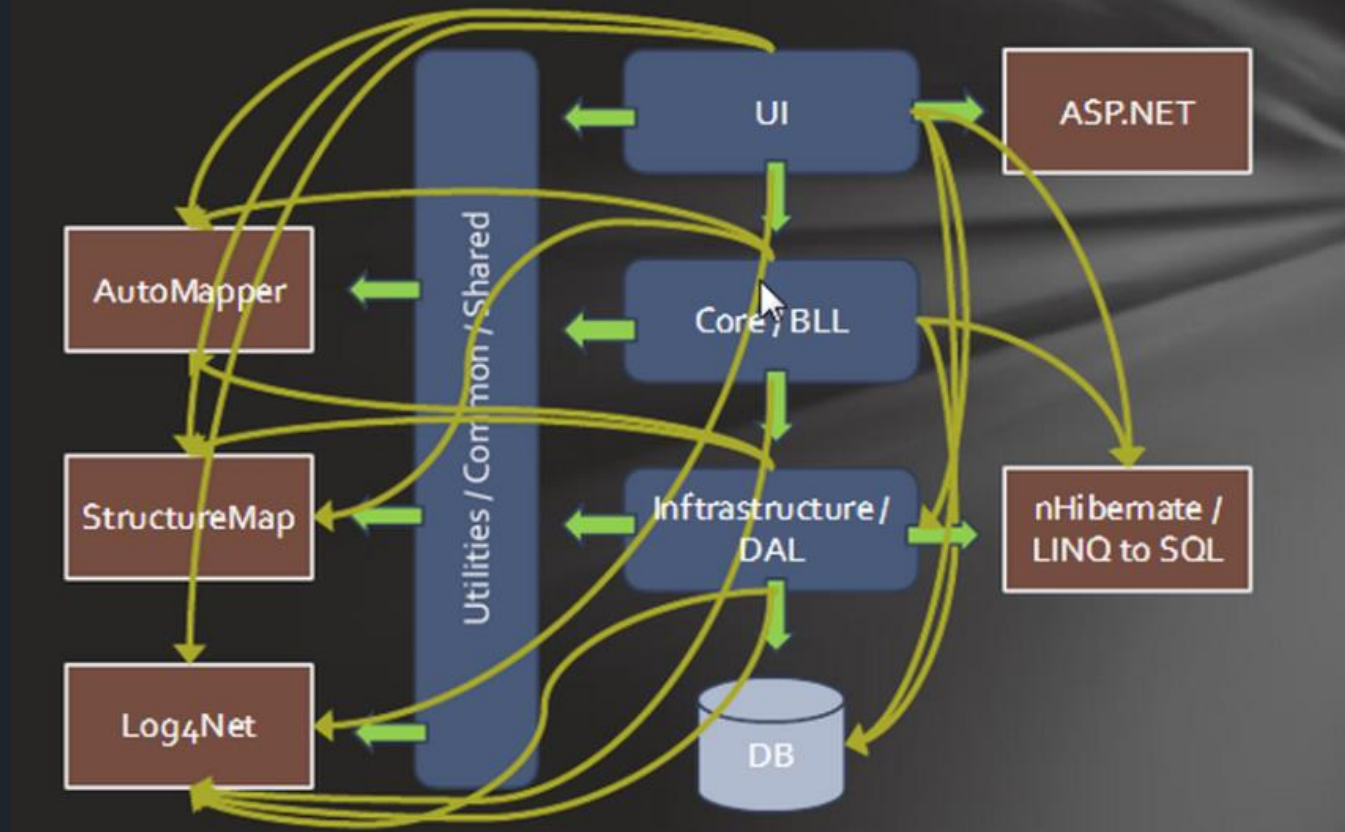 UI
ASP.NET
AutoMapper
Utilities / Common / Shared
Core / BLL
StructureMap
Inftrastructure/
DAL
nHibernate /
LINQ to SQL
Log4Net
DB